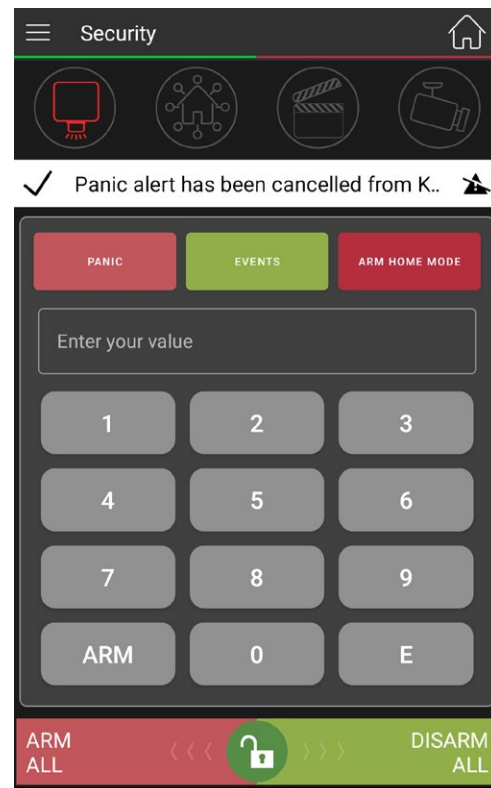 Security
Panic alert has been cancelled from K..
PANIC EVENTS ARM HOME MODE
Enter your value
1 2 3
4 5 6
7 8 9
ARM 0 E
ARM DISARM
ALL ALL